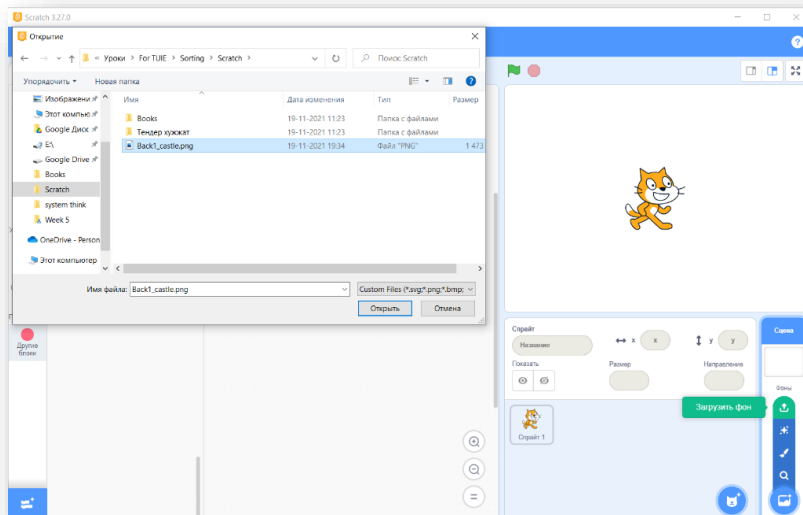 Scratch 3.27.0
Открытие
« Уроки > For TUIE > Sorting > Scratch >
Поиск: Scratch
Упорядочить
Новая папка
Имя
Дата изменения
Тип
Размер
Изображени
Этот компью
Google Диск
E:\
Google Drive
Books
Scratch
system think
Week 5
OneDrive - Person
Этот компьютер
Books 19-11-2021 11:23 Папка с файлами
Тендер хужжат 19-11-2021 11:23 Папка с файлами
Back1_castle.png 19-11-2021 19:34 Файл "PNG" 1 473
Имя файла: Back1_castle.png
Custom Files (*.svg;*.png;*.bmp;
Открыть
Отмена
Другие
блоки
Спрайт
Название
x x
y y
Показать
Размер
Направление
Спрайт 1
Сцена
Фоны
Загрузить фон